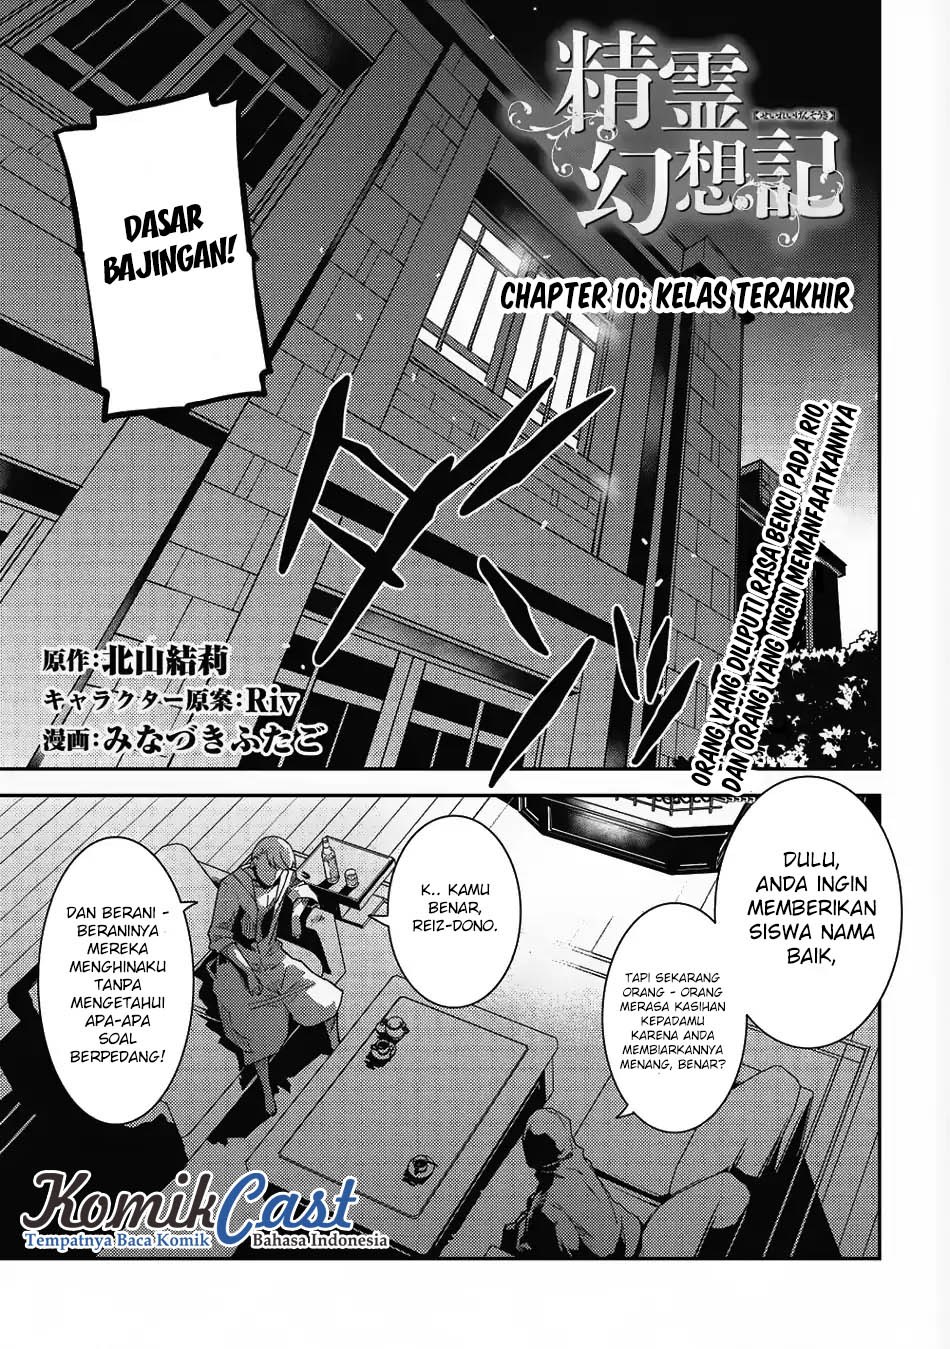 精霊
幻想記
【せいれいげんそうき】
CHAPTER 10: KELAS TERAKHIR
DASAR
BAJINGAN!
ORANG YANG DILIPUTI RASA BENCI PADA RIO,
DAN ORANG YANG INGIN MEMANFAATKANNYA
原作:北山結莉
キャラクター原案:Riv
漫画:みなづきふたご
DULU,
ANDA INGIN
MEMBERIKAN
SISWA NAMA
BAIK,
TAPI SEKARANG
ORANG - ORANG
MERASA KASIHAN
KEPADAMU
KARENA ANDA
MEMBIARKANNYA
MENANG, BENAR?
K.. KAMU
BENAR,
REIZ-DONO.
DAN BERANI -
BERANINYA
MEREKA
MENGHINAKU
TANPA
MENGETAHUI
APA-APA
SOAL
BERPEDANG!
KomikCast
Tempatnya Baca Komik Bahasa Indonesia